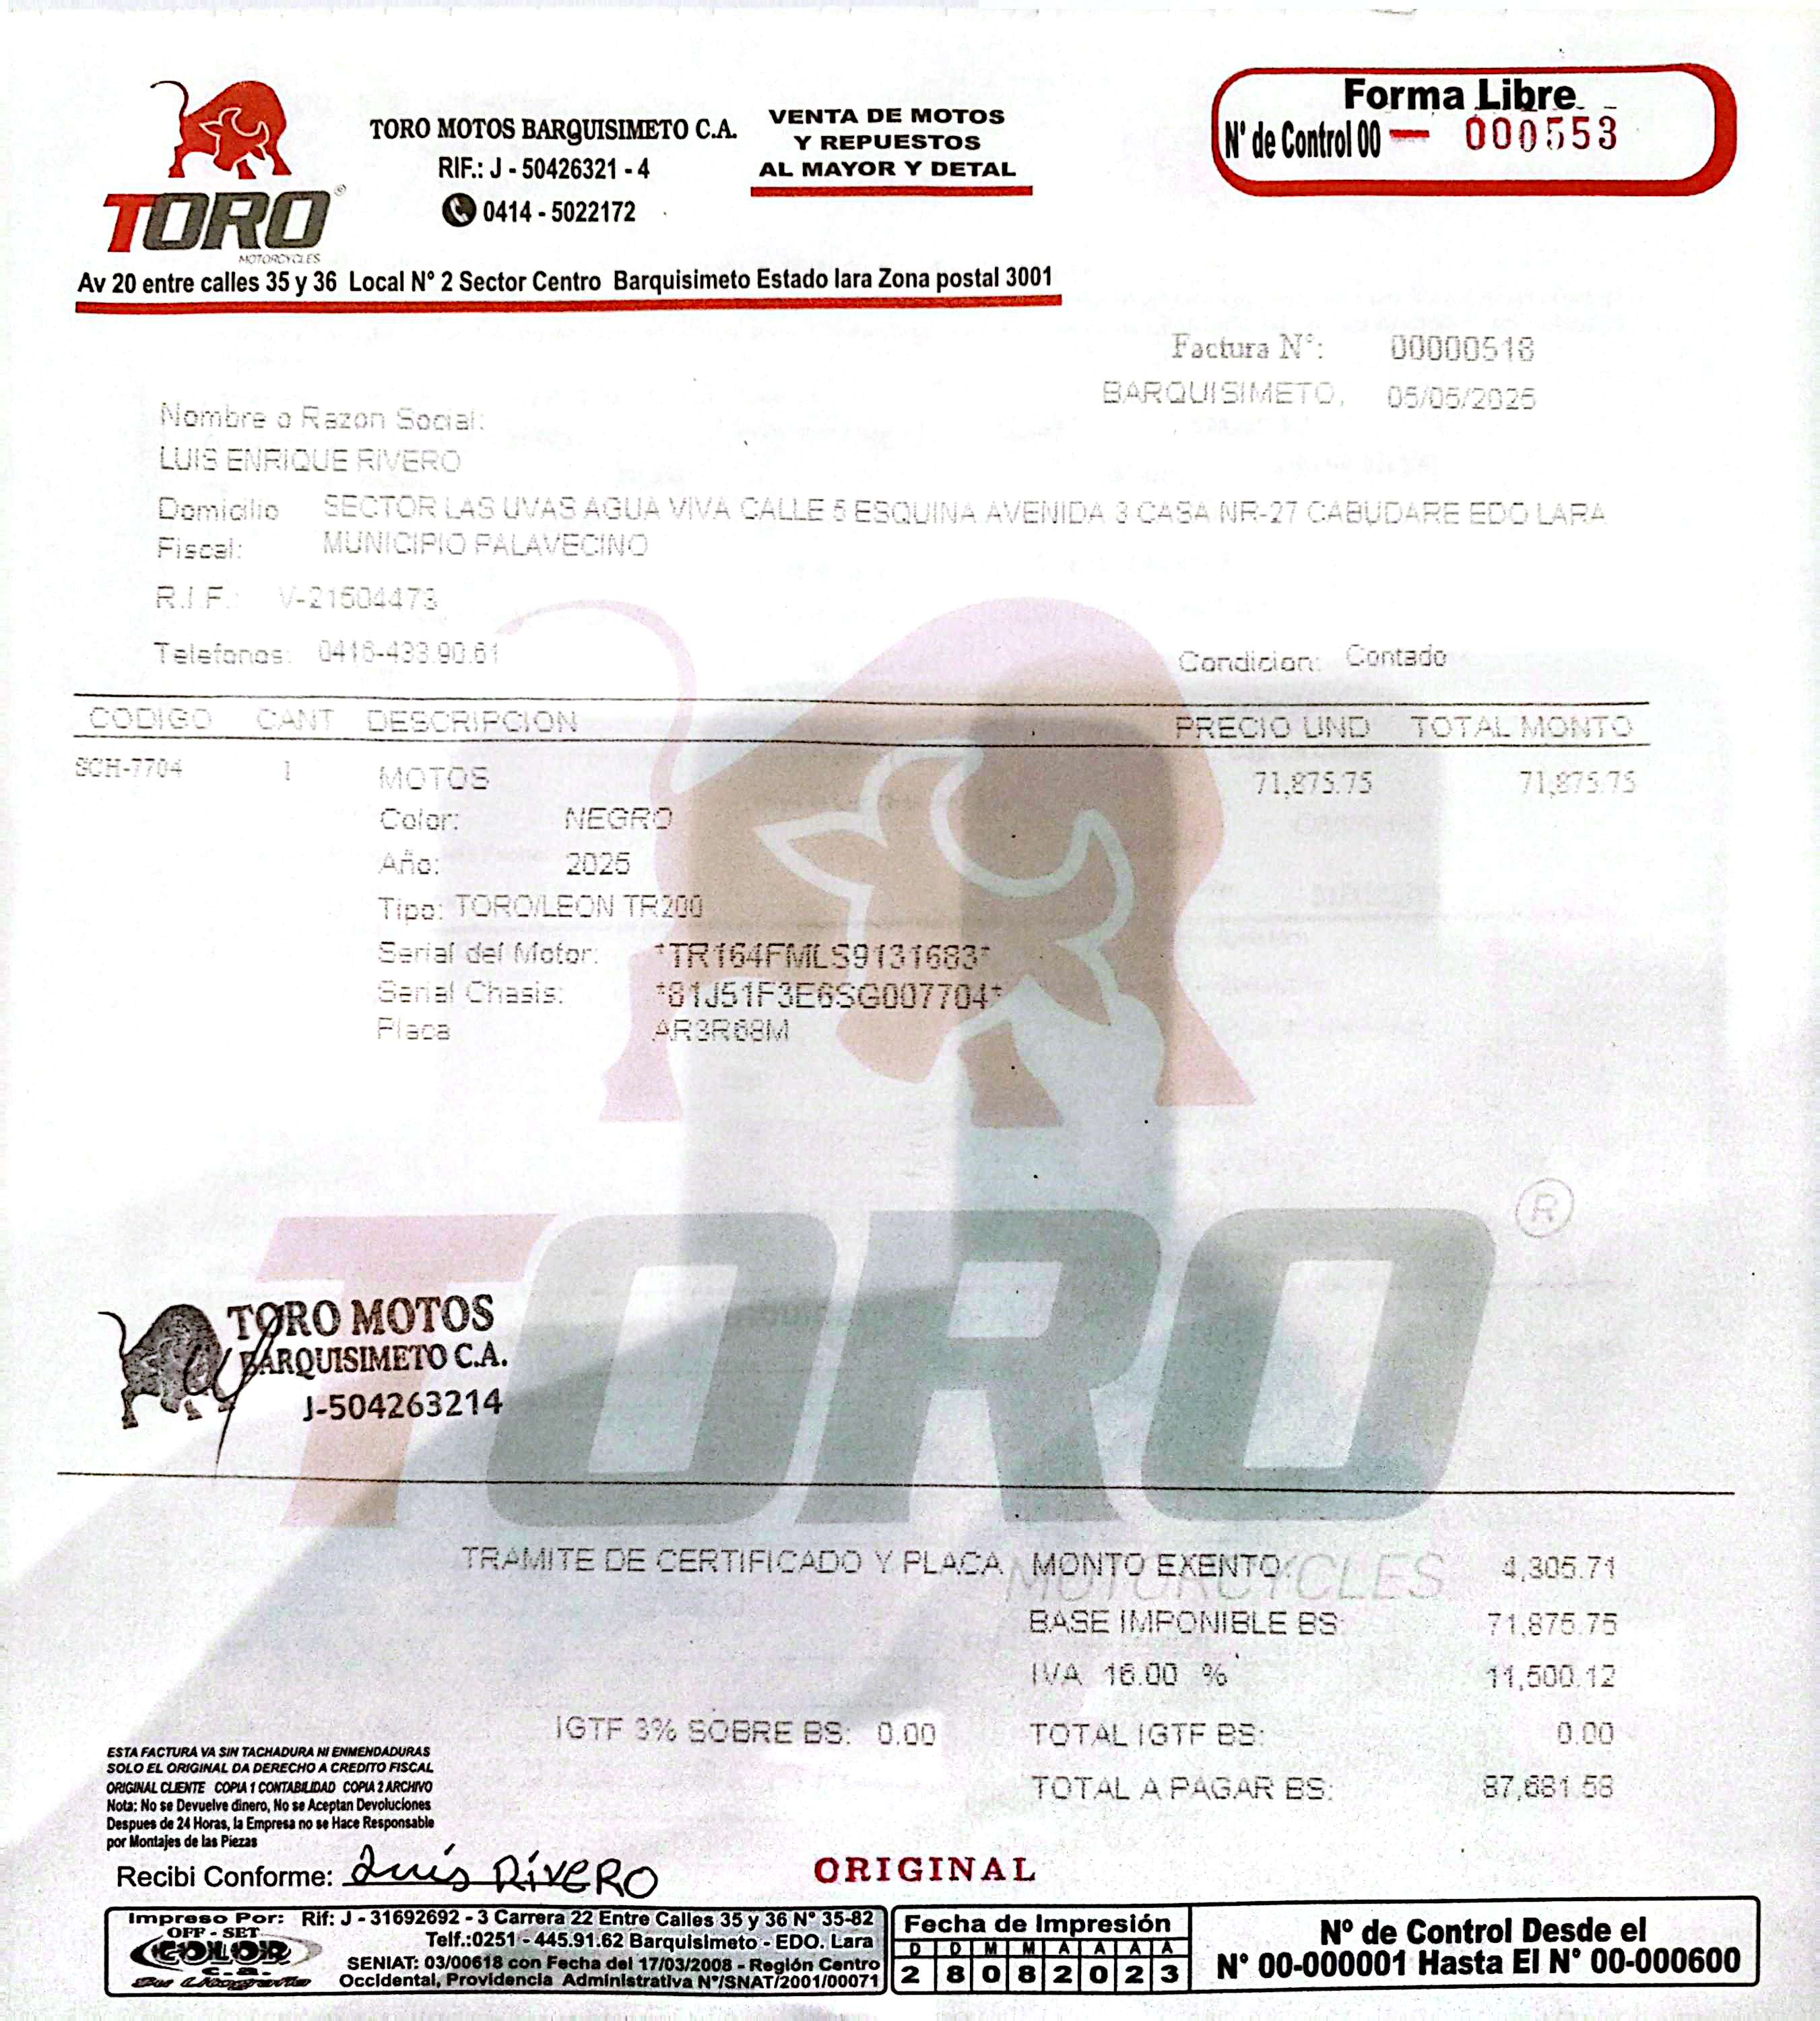 Forma Libre
N° de Control 00 — 000553
TORO
MOTORCYCLES
TORO MOTOS BARQUISIMETO C.A.
RIF.: J - 50426321 - 4
0414 - 5022172
VENTA DE MOTOS
Y REPUESTOS
AL MAYOR Y DETAL
Av 20 entre calles 35 y 36 Local N° 2 Sector Centro Barquisimeto Estado lara Zona postal 3001
Factura N°: 00000518
BARQUISIMETO, 05/05/2025
Nombre o Razon Social:
LUIS ENRIQUE RIVERO
Domicilio SECTOR LAS UVAS AGUA VIVA CALLE 5 ESQUINA AVENIDA 3 CASA NR-27 CABUDARE EDO LARA
Fiscal: MUNICIPIO PALAVECINO
R.I.F.: V-21504473
Telefonos: 0416-433.90.61
Condicion: Contado
CODIGO CANT DESCRIPCION PRECIO UND TOTAL MONTO
SCH-7704 1 MOTOS 71,875.75 71,875.75
Color: NEGRO
Año: 2025
Tipo: TORO/LEON TR200
Serial del Motor: *TR164FMLS9131683*
Serial Chasis: *81J51F3E6SG007704*
Placa AR3R68M
TORO ®
MOTORCYCLES
TORO MOTOS
BARQUISIMETO C.A.
J-504263214
TRAMITE DE CERTIFICADO Y PLACA MONTO EXENTO: 4,305.71
BASE IMPONIBLE BS: 71,875.75
IVA 16.00 % 11,500.12
IGTF 3% SOBRE BS: 0.00 TOTAL IGTF BS: 0.00
TOTAL A PAGAR BS: 87,681.58
ESTA FACTURA VA SIN TACHADURA NI ENMENDADURAS
SOLO EL ORIGINAL DA DERECHO A CREDITO FISCAL
ORIGINAL CLIENTE COPIA 1 CONTABILIDAD COPIA 2 ARCHIVO
Nota: No se Devuelve dinero, No se Aceptan Devoluciones
Despues de 24 Horas, la Empresa no se Hace Responsable
por Montajes de las Piezas
Recibi Conforme: Luis RIVERO
ORIGINAL
Impreso Por: Rif: J - 31692692 - 3 Carrera 22 Entre Calles 35 y 36 N° 35-82
OFF - SET
COLOR
C.A.
Telf.:0251 - 445.91.62 Barquisimeto - EDO. Lara
SENIAT: 03/00618 con Fecha del 17/03/2008 - Región Centro
Occidental, Providencia Administrativa N°/SNAT/2001/00071
Fecha de Impresión
D D M M A A A A
2 8 0 8 2 0 2 3
Nº de Control Desde el
N° 00-000001 Hasta El N° 00-000600